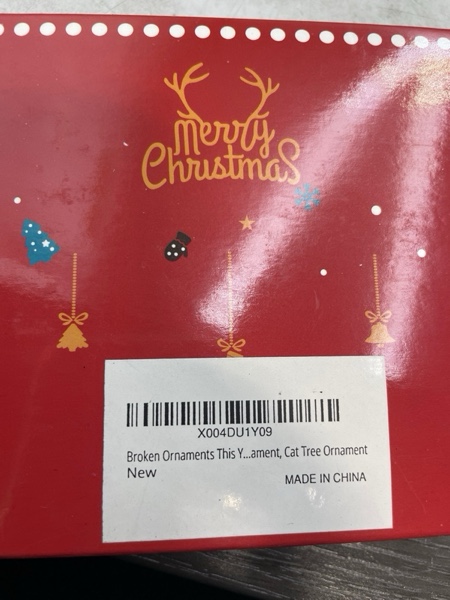 Merry
Christmas
X004DU1Y09
Broken Ornaments This Y...ament, Cat Tree Ornament
New
MADE IN CHINA